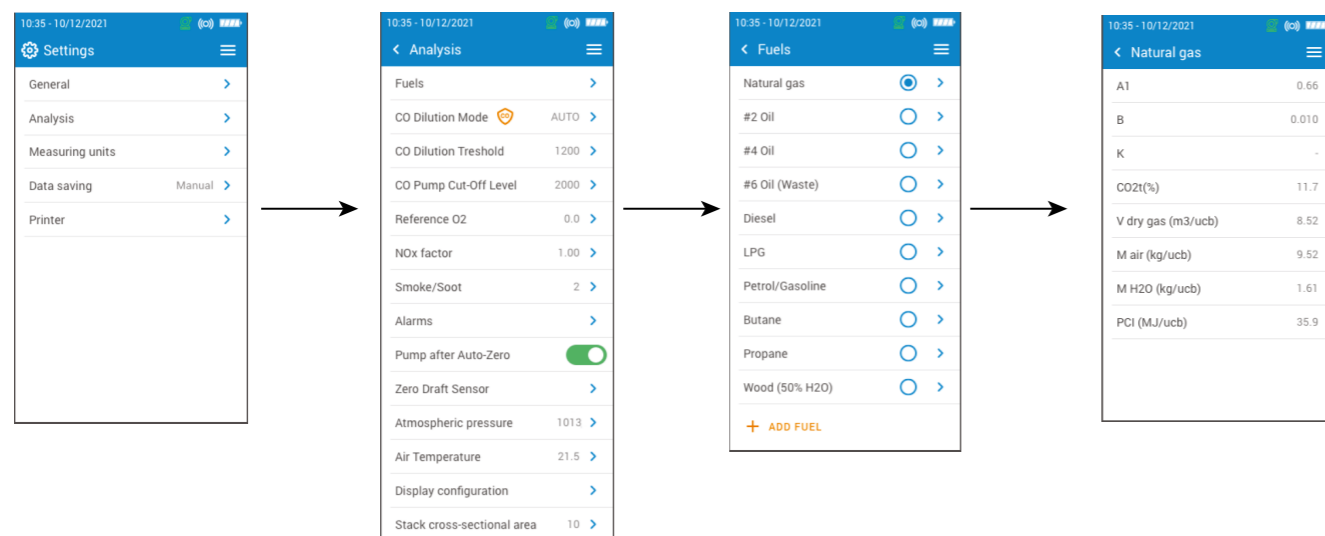 10:35 - 10/12/2021
Settings
General
Analysis
Measuring units
Data saving Manual
Printer
10:35 - 10/12/2021
Analysis
Fuels
CO Dilution Mode CO AUTO
CO Dilution Treshold 1200
CO Pump Cut-Off Level 2000
Reference O2 0.0
NOx factor 1.00
Smoke/Soot 2
Alarms
Pump after Auto-Zero
Zero Draft Sensor
Atmospheric pressure 1013
Air Temperature 21.5
Display configuration
Stack cross-sectional area 10
10:35 - 10/12/2021
Fuels
Natural gas
#2 Oil
#4 Oil
#6 Oil (Waste)
Diesel
LPG
Petrol/Gasoline
Butane
Propane
Wood (50% H2O)
+ ADD FUEL
10:35 - 10/12/2021
Natural gas
A1 0.66
B 0.010
K -
CO2t(%) 11.7
V dry gas (m3/ucb) 8.52
M air (kg/ucb) 9.52
M H2O (kg/ucb) 1.61
PCI (MJ/ucb) 35.9